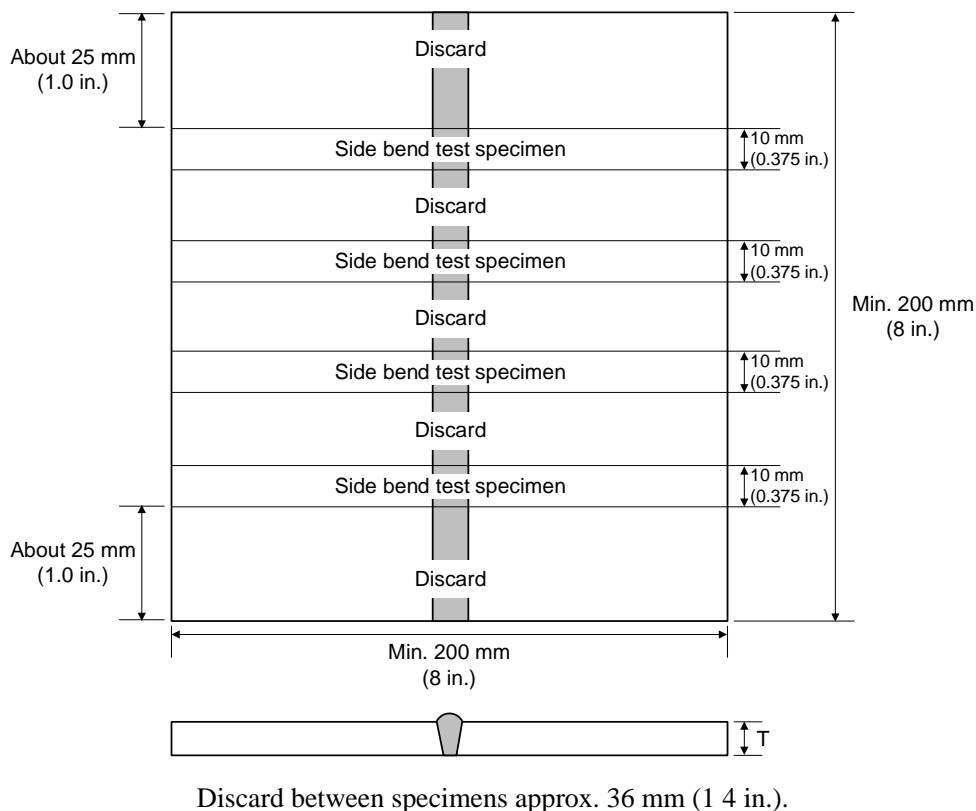 About 25 mm
(1.0 in.)
Discard
Side bend test specimen
10 mm
(0.375 in.)
Discard
Side bend test specimen
10 mm
(0.375 in.)
Min. 200 mm
(8 in.)
Discard
Side bend test specimen
10 mm
(0.375 in.)
Discard
Side bend test specimen
10 mm
(0.375 in.)
About 25 mm
(1.0 in.)
Discard
Min. 200 mm
(8 in.)
T
Discard between specimens approx. 36 mm (1 4 in.).